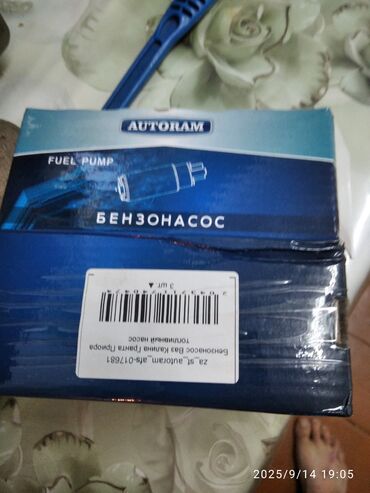 AUTORAM
FUEL PUMP
БЕНЗОНАСОС
za_st_autoram_afs-017681
Бензонасос Ваз Калина Гранта Приора
топливный насос
3 шт. ▲
2025/9/14 19:05